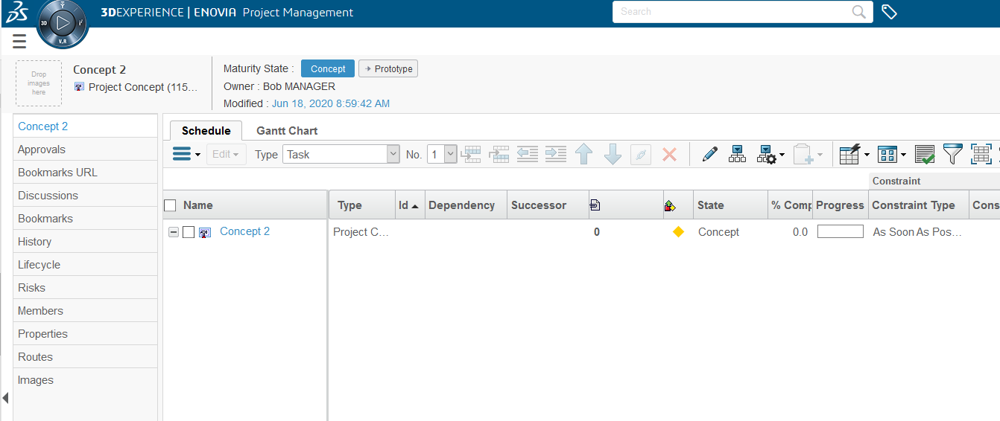 3DEXPERIENCE | ENOVIA Project Management
Search
3D
V.R
Drop
images
here
Concept 2
Project Concept (115...
Maturity State : Concept Prototype
Owner : Bob MANAGER
Modified : Jun 18, 2020 8:59:42 AM
Concept 2
Approvals
Bookmarks URL
Discussions
Bookmarks
History
Lifecycle
Risks
Members
Properties
Routes
Images
Schedule Gantt Chart
Edit Type Task No. 1
Constraint
Name Type Id Dependency Successor State % Comp Progress Constraint Type Cons
Concept 2 Project C... 0 Concept 0.0 As Soon As Pos...